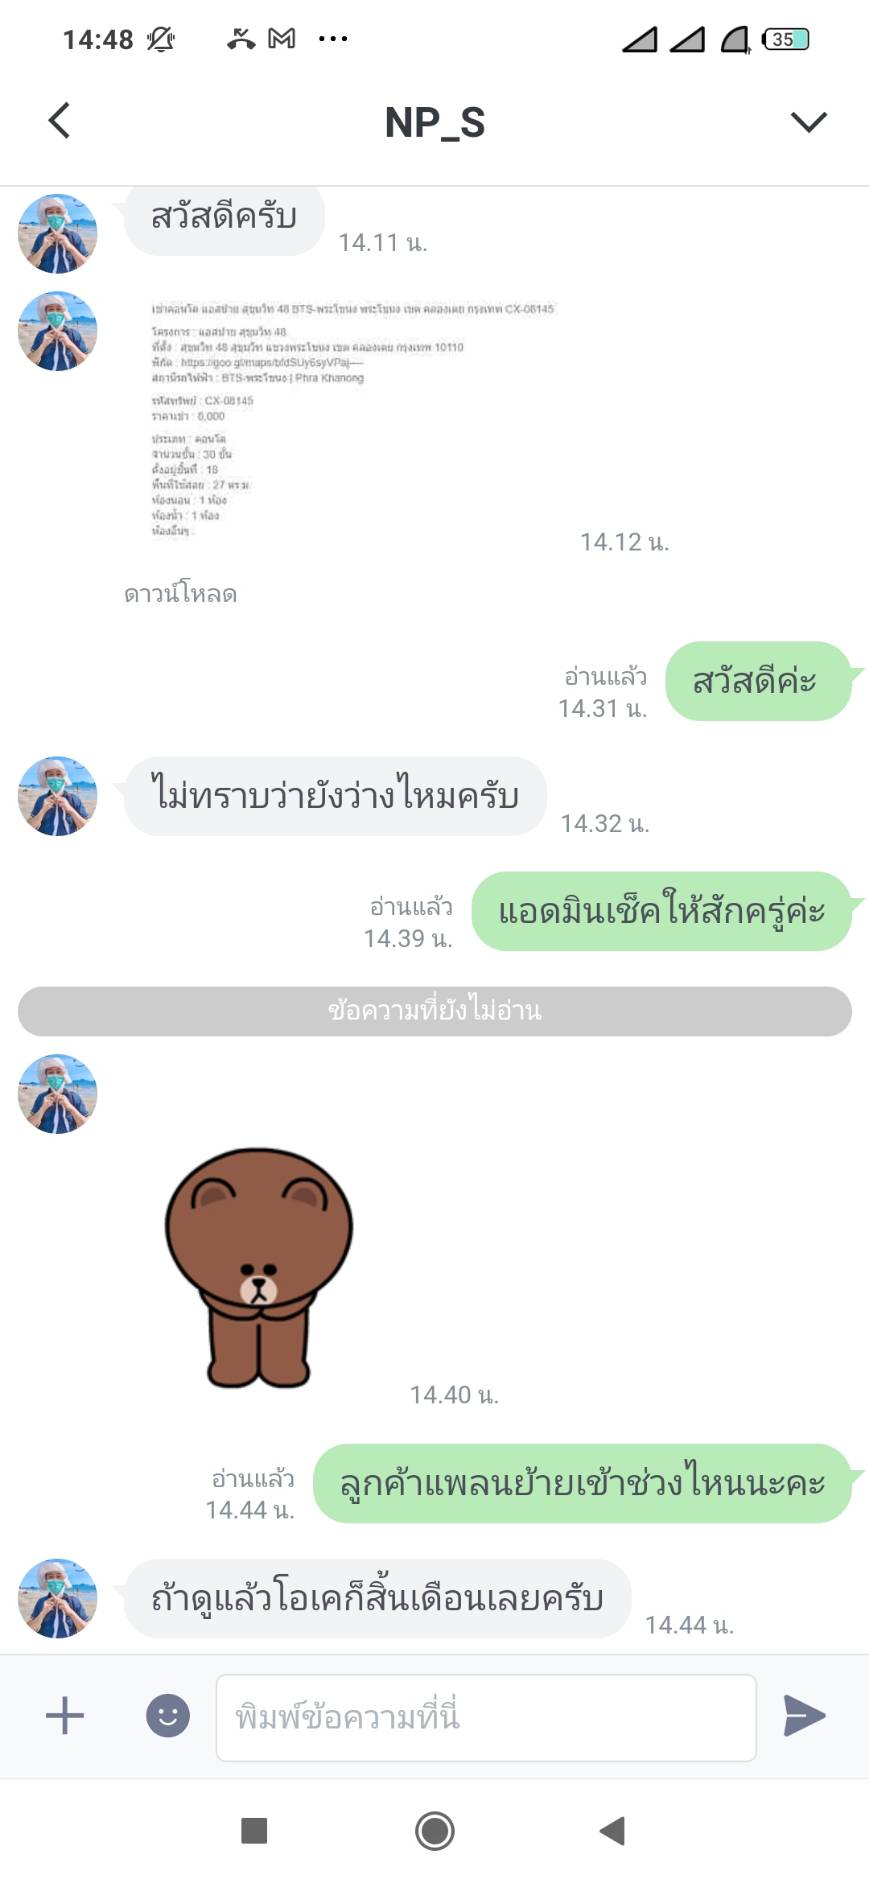 14:48
35
NP_S
สวัสดีครับ
14.11 น.
เช่าคอนโด แอสปาย สุขุมวิท 48 BTS-พระโขนง พระโขนง เขต คลองเตย กรุงเทพ CX-08145
โครงการ : แอสปาย สุขุมวิท 48
ที่ตั้ง : สุขุมวิท 48 สุขุมวิท แขวงพระโขนง เขต คลองเตย กรุงเทพ 10110
พิกัด :
สถานีรถไฟฟ้า : BTS-พระโขนง | Phra Khanong
รหัสทรัพย์ : CX-08145
ราคาเช่า :
ประเภท : คอนโด
จำนวนชั้น : 30 ชั้น
ตั้งอยู่ชั้นที่ : 18
พื้นที่ใช้สอย : 27 ตร.ม.
ห้องนอน : 1 ห้อง
ห้องน้ำ : 1 ห้อง
ห้องอื่นๆ :
14.12 น.
ดาวน์โหลด
อ่านแล้ว
14.31 น.
สวัสดีค่ะ
ไม่ทราบว่ายังว่างไหมครับ
14.32 น.
อ่านแล้ว
14.39 น.
แอดมินเช็คให้สักครู่ค่ะ
ข้อความที่ยังไม่อ่าน
14.40 น.
อ่านแล้ว
14.44 น.
ลูกค้าแพลนย้ายเข้าช่วงไหนนะคะ
ถ้าดูแล้วโอเคก็สิ้นเดือนเลยครับ
14.44 น.
พิมพ์ข้อความที่นี่